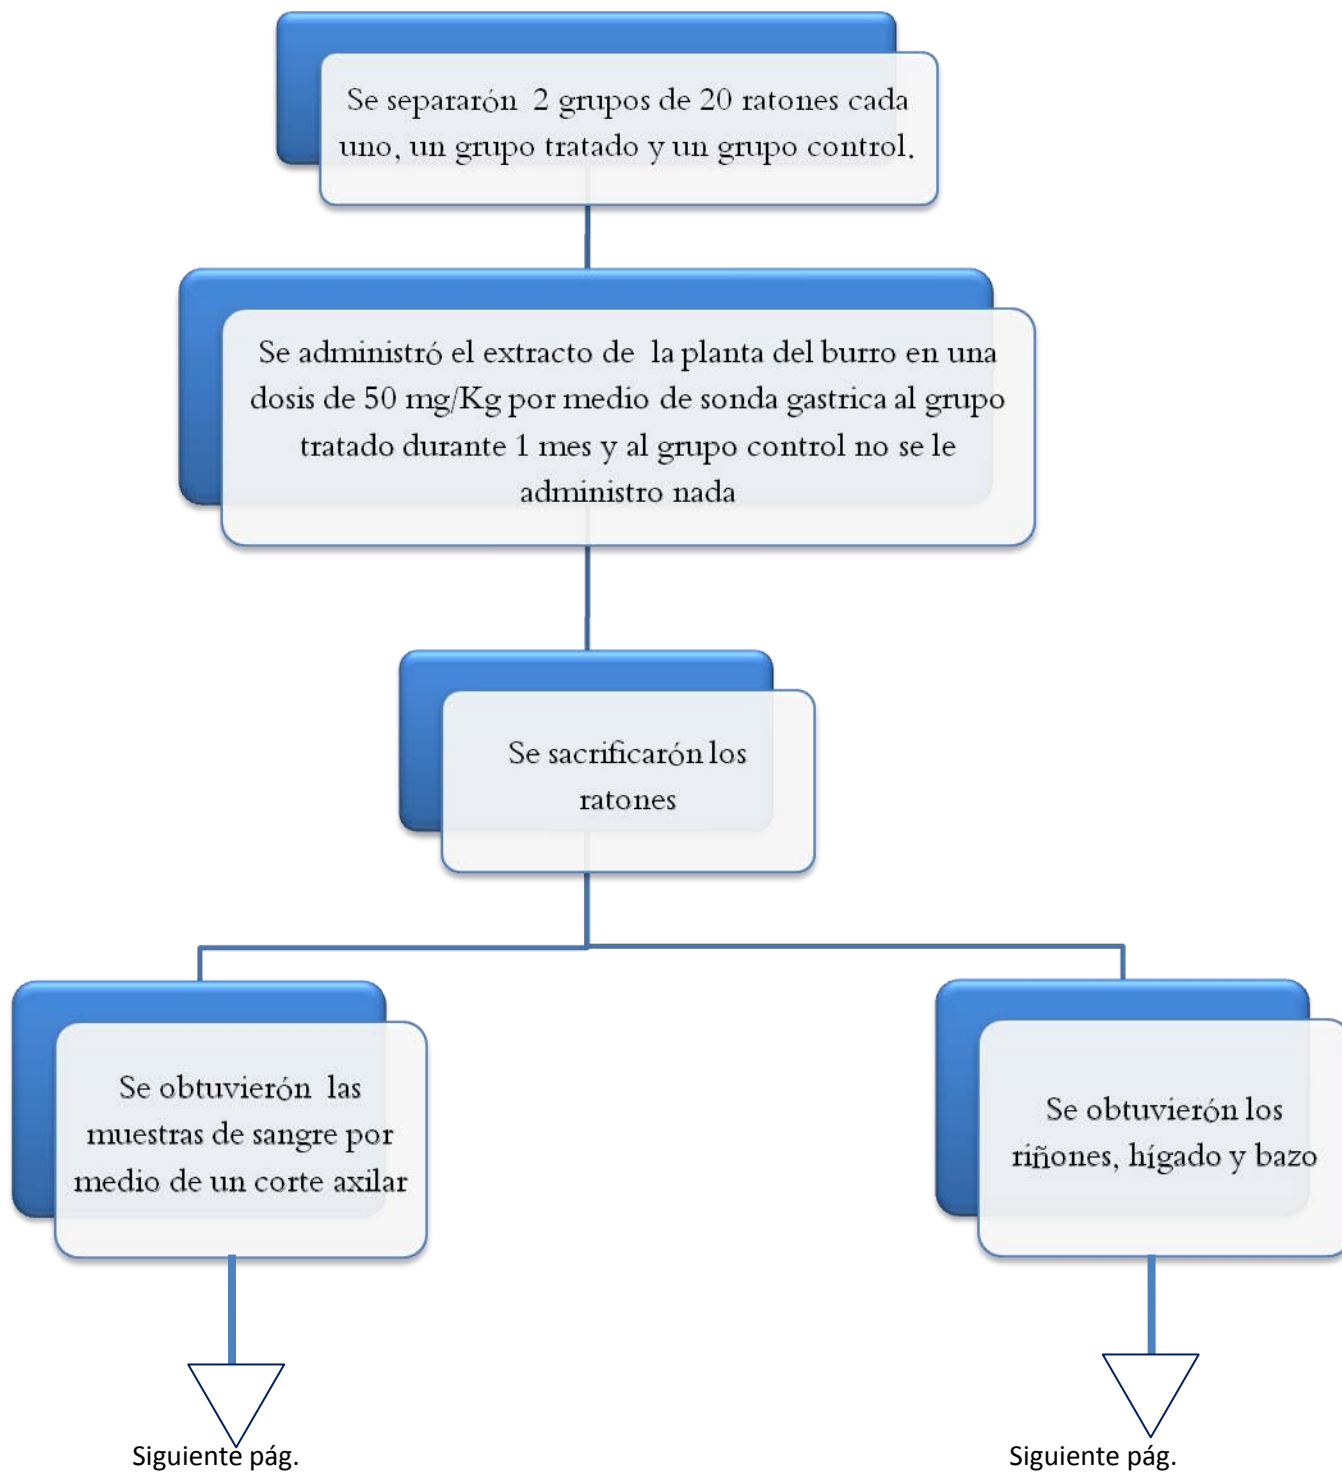 Se separarón 2 grupos de 20 ratones cada
uno, un grupo tratado y un grupo control.
Se administró el extracto de la planta del burro en una
dosis de 50 mg/Kg por medio de sonda gastrica al grupo
tratado durante 1 mes y al grupo control no se le
administro nada
Se sacrificarón los
ratones
Se obtuvierón las
muestras de sangre por
medio de un corte axilar
Se obtuvierón los
riñones, hígado y bazo
Siguiente pág.
Siguiente pág.